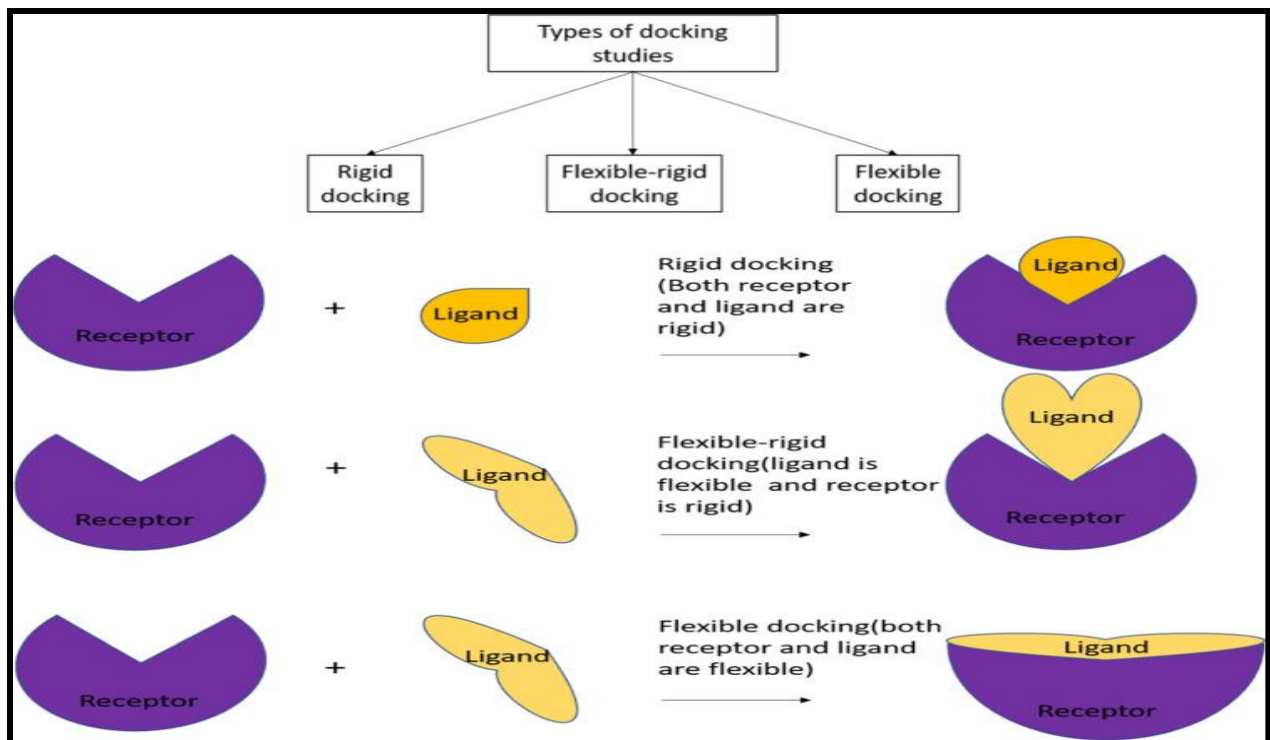 Types of docking
studies
Rigid
docking
Flexible-rigid
docking
Flexible
docking
Receptor
+
Ligand
Rigid docking
(Both receptor
and ligand are
rigid)
Ligand
Receptor
Receptor
+
Ligand
Flexible-rigid
docking(ligand is
flexible and receptor
is rigid)
Ligand
Receptor
Receptor
+
Ligand
Flexible docking(both
receptor and ligand
are flexible)
Ligand
Receptor